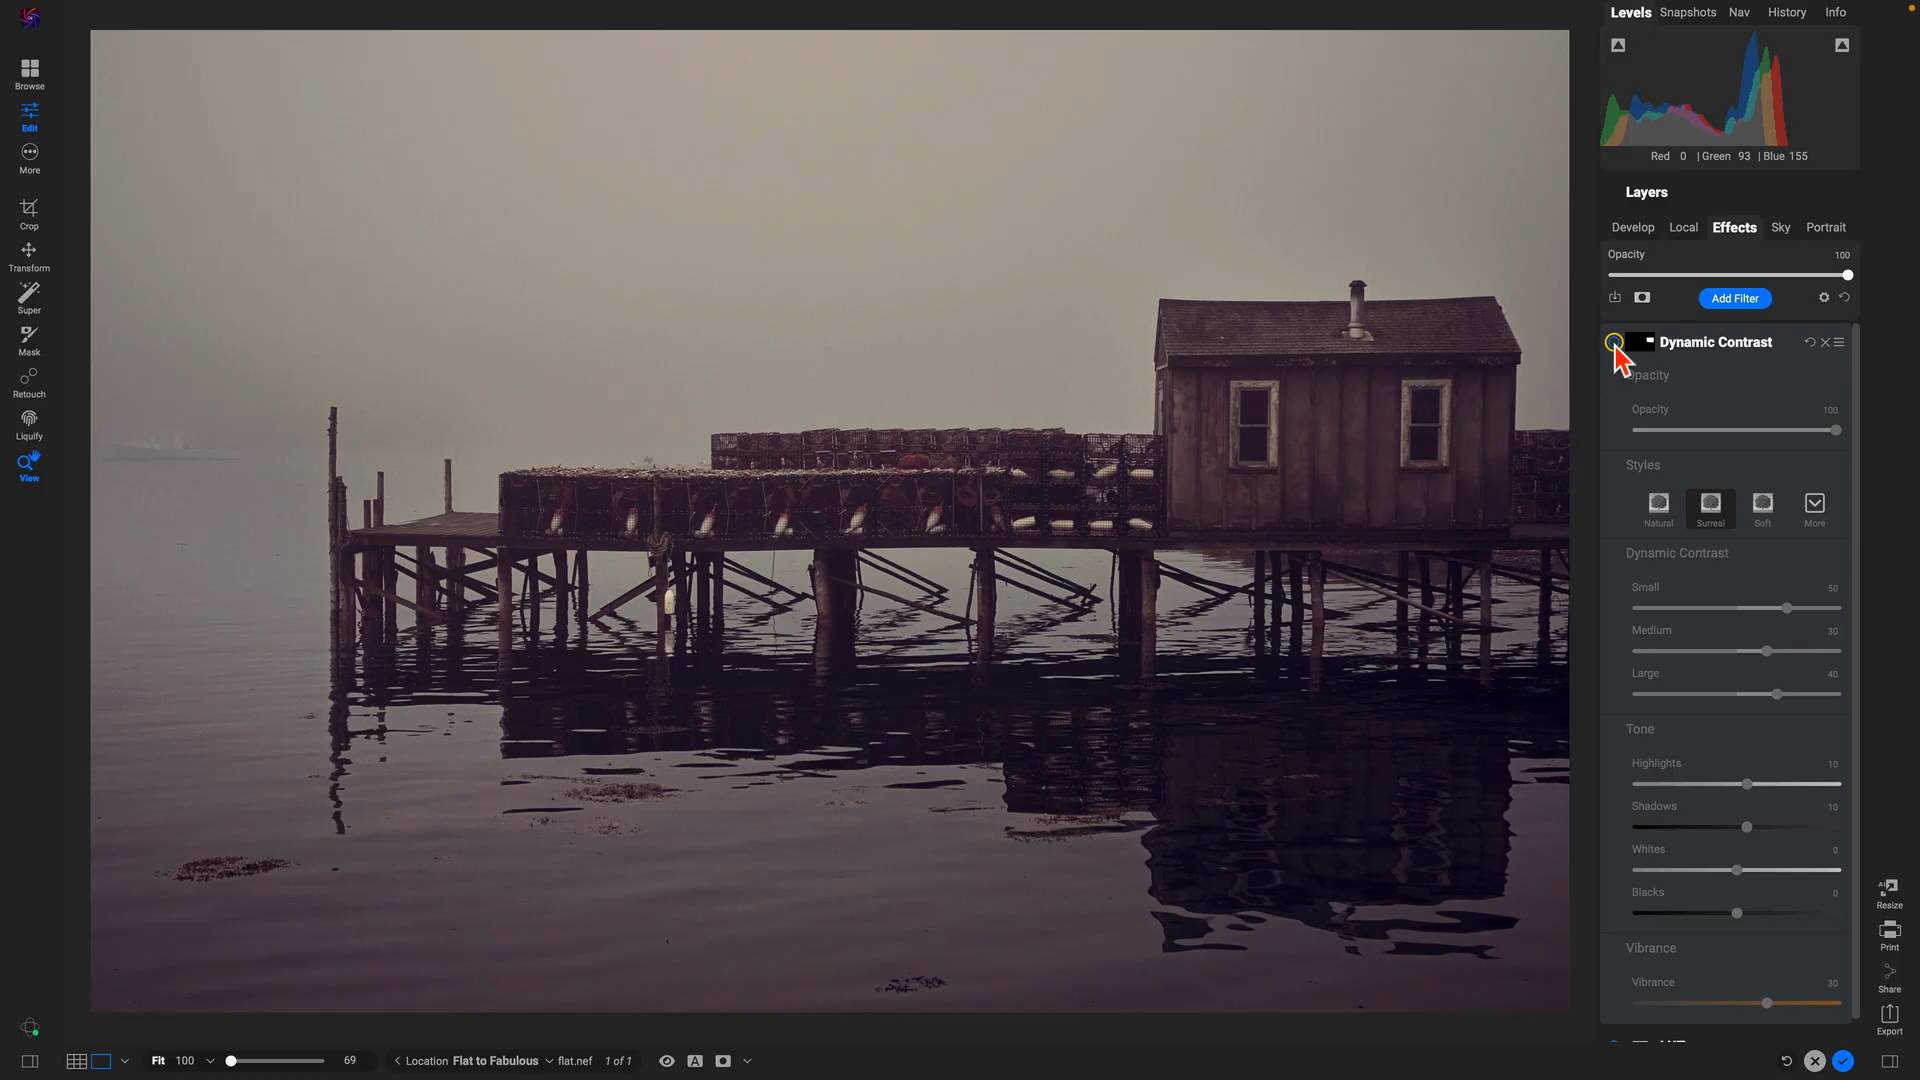 Levels Snapshots Nav History Info
Red 0 | Green 93 | Blue 155
Layers
Develop Local Effects Sky Portrait
Opacity 100
Add Filter
Dynamic Contrast
Opacity 100
Styles
Natural Surreal Soft More
Dynamic Contrast
Small 50
Medium 30
Large 40
Tone
Highlights 10
Shadows 10
Whites 0
Blacks 0
Vibrance
Vibrance 30
Browse
Edit
More
Crop
Transform
Super
Mask
Retouch
Liquify
View
Resize
Print
Share
Export
Fit 100 69 Location Flat to Fabulous flat.nef 1 of 1 A